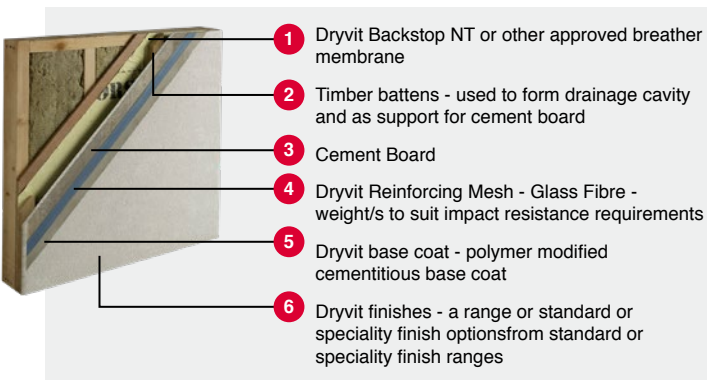 1 Dryvit Backstop NT or other approved breather
membrane
2 Timber battens - used to form drainage cavity
and as support for cement board
3 Cement Board
4 Dryvit Reinforcing Mesh - Glass Fibre -
weight/s to suit impact resistance requirements
5 Dryvit base coat - polymer modified
cementitious base coat
6 Dryvit finishes - a range or standard or
speciality finish optionsfrom standard or
speciality finish ranges